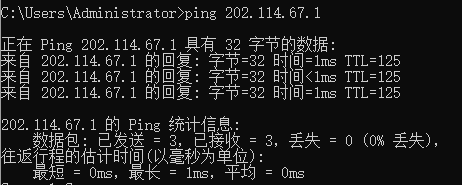 C:\Users\Administrator>ping 202.114.67.1
正在 Ping 202.114.67.1 具有 32 字节的数据:
来自 202.114.67.1 的回复: 字节=32 时间=1ms TTL=125
来自 202.114.67.1 的回复: 字节=32 时间<1ms TTL=125
来自 202.114.67.1 的回复: 字节=32 时间=1ms TTL=125
202.114.67.1 的 Ping 统计信息:
数据包: 已发送 = 3, 已接收 = 3, 丢失 = 0 (0% 丢失),
往返行程的估计时间(以毫秒为单位):
最短 = 0ms, 最长 = 1ms, 平均 = 0ms